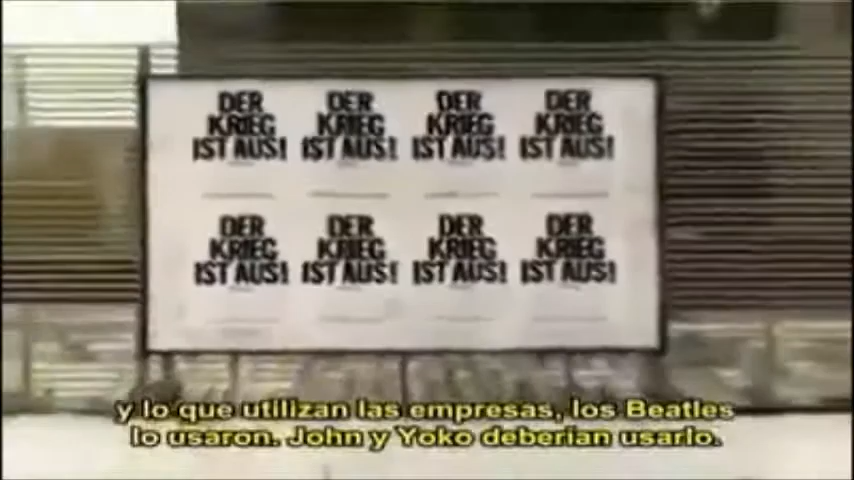 DER
KRIEG
IST AUS!
DER
KRIEG
IST AUS!
DER
KRIEG
IST AUS!
DER
KRIEG
IST AUS!
DER
KRIEG
IST AUS!
DER
KRIEG
IST AUS!
DER
KRIEG
IST AUS!
DER
KRIEG
IST AUS!
y lo que utilizan las empresas, los Beatles
lo usaron. John y Yoko deberían usarlo.